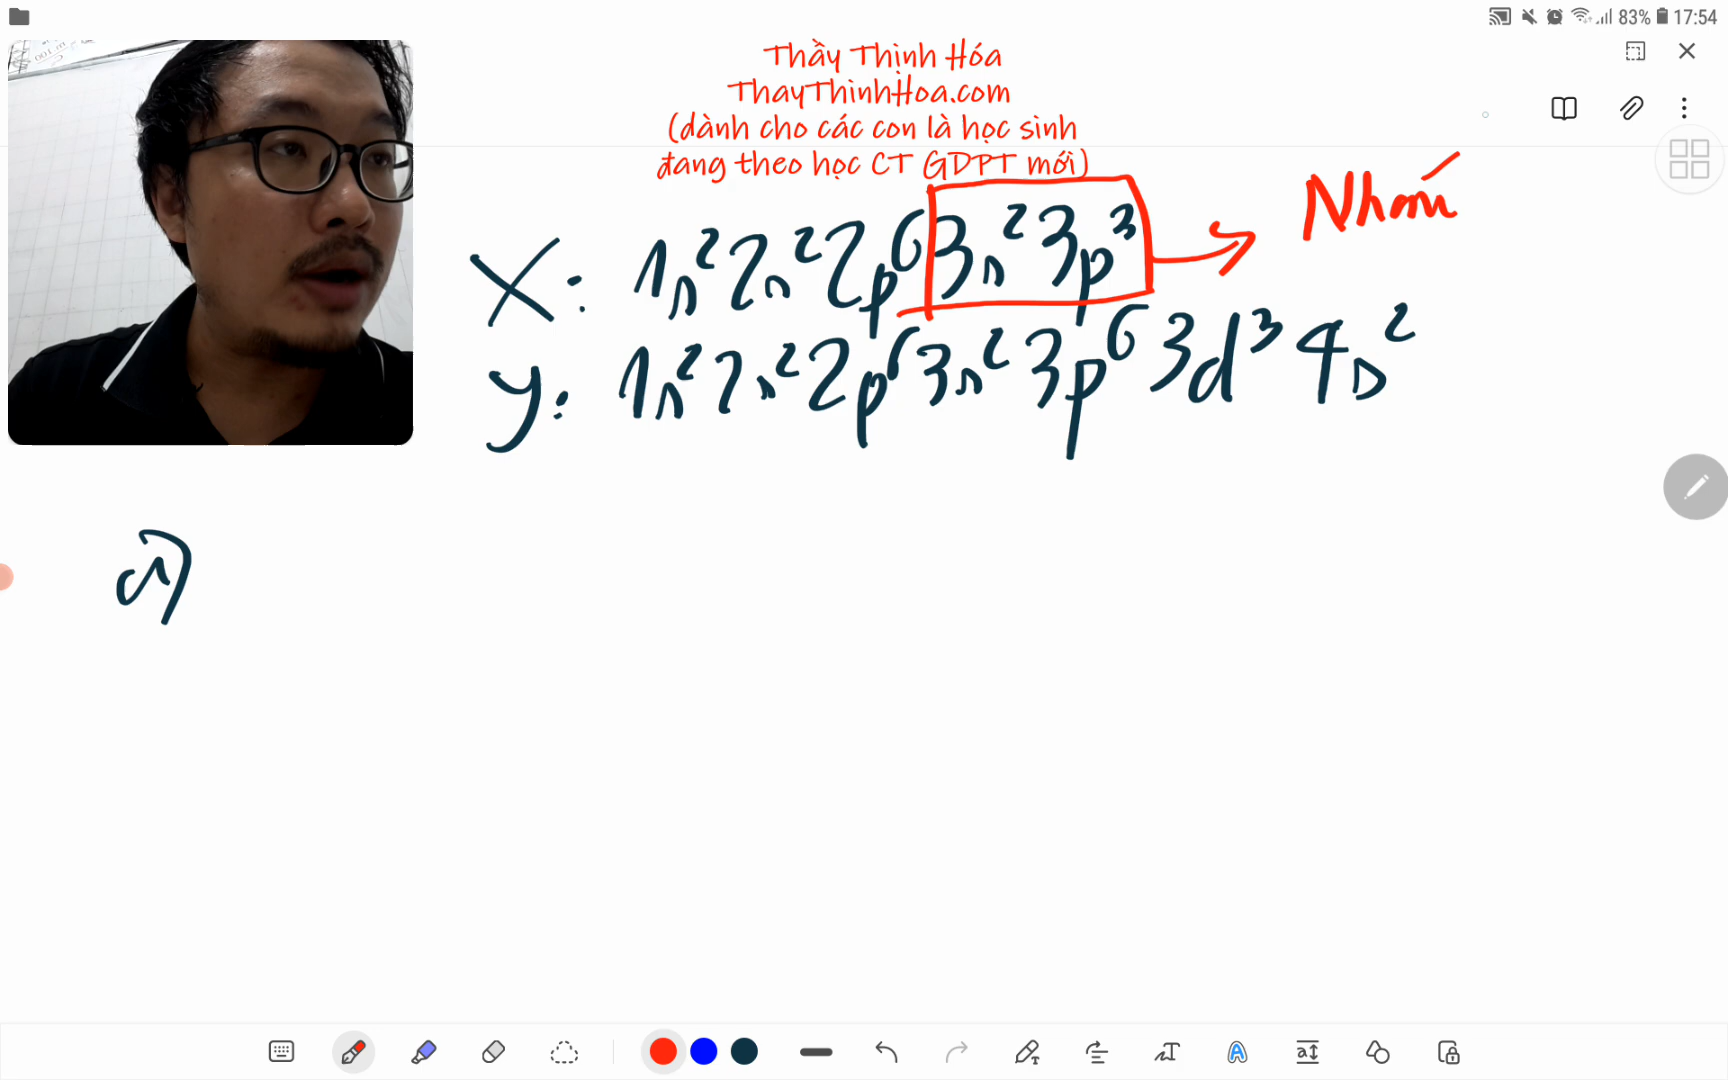 83% 17:54
Thầy Thịnh Hóa
ThayThinhHoa.com
(dành cho các con là học sinh
đang theo học CT GDPT mới)
Nhóm
X: 1s²2s²2p⁶3s²3p³
Y: 1s²2s²2p⁶3s²3p⁶3d³4s²
a)